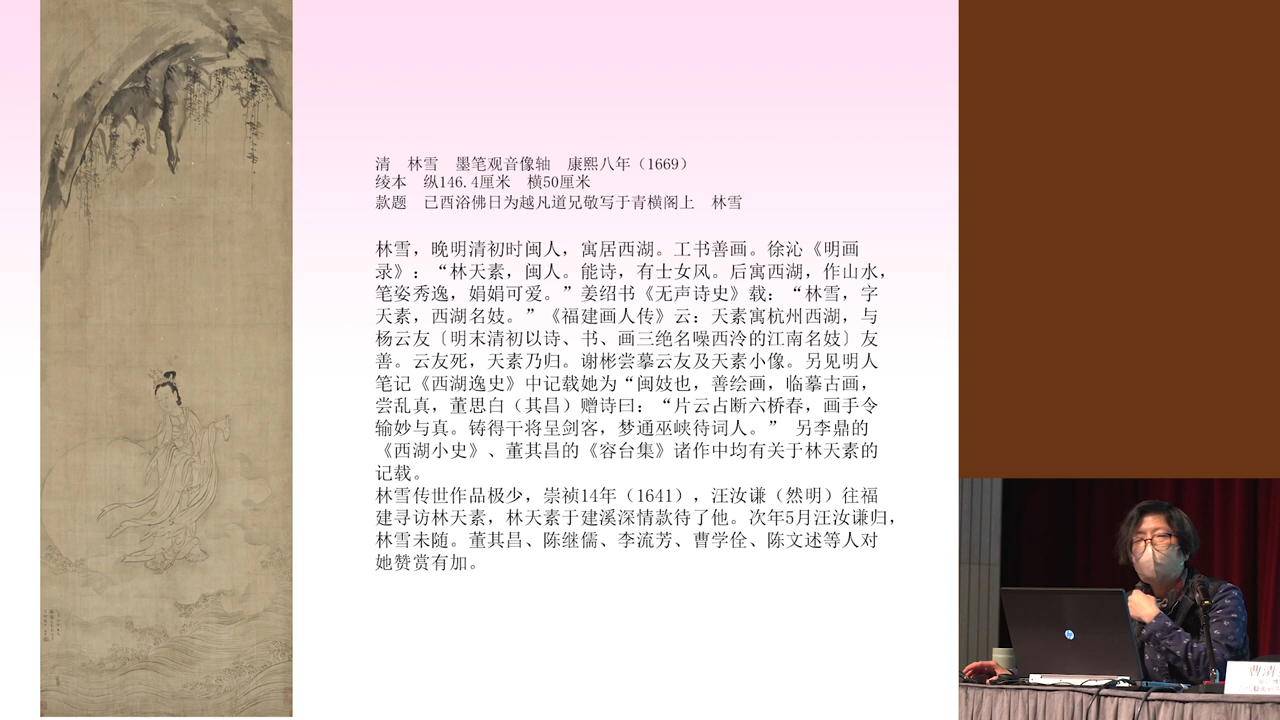 清　林雪　墨笔观音像轴　康熙八年（1669）
绫本　纵146.4厘米　横50厘米
款题　己酉浴佛日为越凡道兄敬写于青横阁上　林雪
林雪，晚明清初时闽人，寓居西湖。工书善画。徐沁《明画
录》：“林天素，闽人。能诗，有士女风。后寓西湖，作山水，
笔姿秀逸，娟娟可爱。”姜绍书《无声诗史》载：“林雪，字
天素，西湖名妓。”《福建画人传》云：天素寓杭州西湖，与
杨云友〔明末清初以诗、书、画三绝名噪西泠的江南名妓〕友
善。云友死，天素乃归。谢彬尝摹云友及天素小像。另见明人
笔记《西湖逸史》中记载她为“闽妓也，善绘画，临摹古画，
尝乱真，董思白（其昌）赠诗曰：“片云占断六桥春，画手令
输妙与真。铸得干将呈剑客，梦通巫峡待词人。” 另李鼎的
《西湖小史》、董其昌的《容台集》诸作中均有关于林天素的
记载。
林雪传世作品极少，崇祯14年（1641），汪汝谦（然明）往福
建寻访林天素，林天素于建溪深情款待了他。次年5月汪汝谦归，
林雪未随。董其昌、陈继儒、李流芳、曹学佺、陈文述等人对
她赞赏有加。
hp
曹清